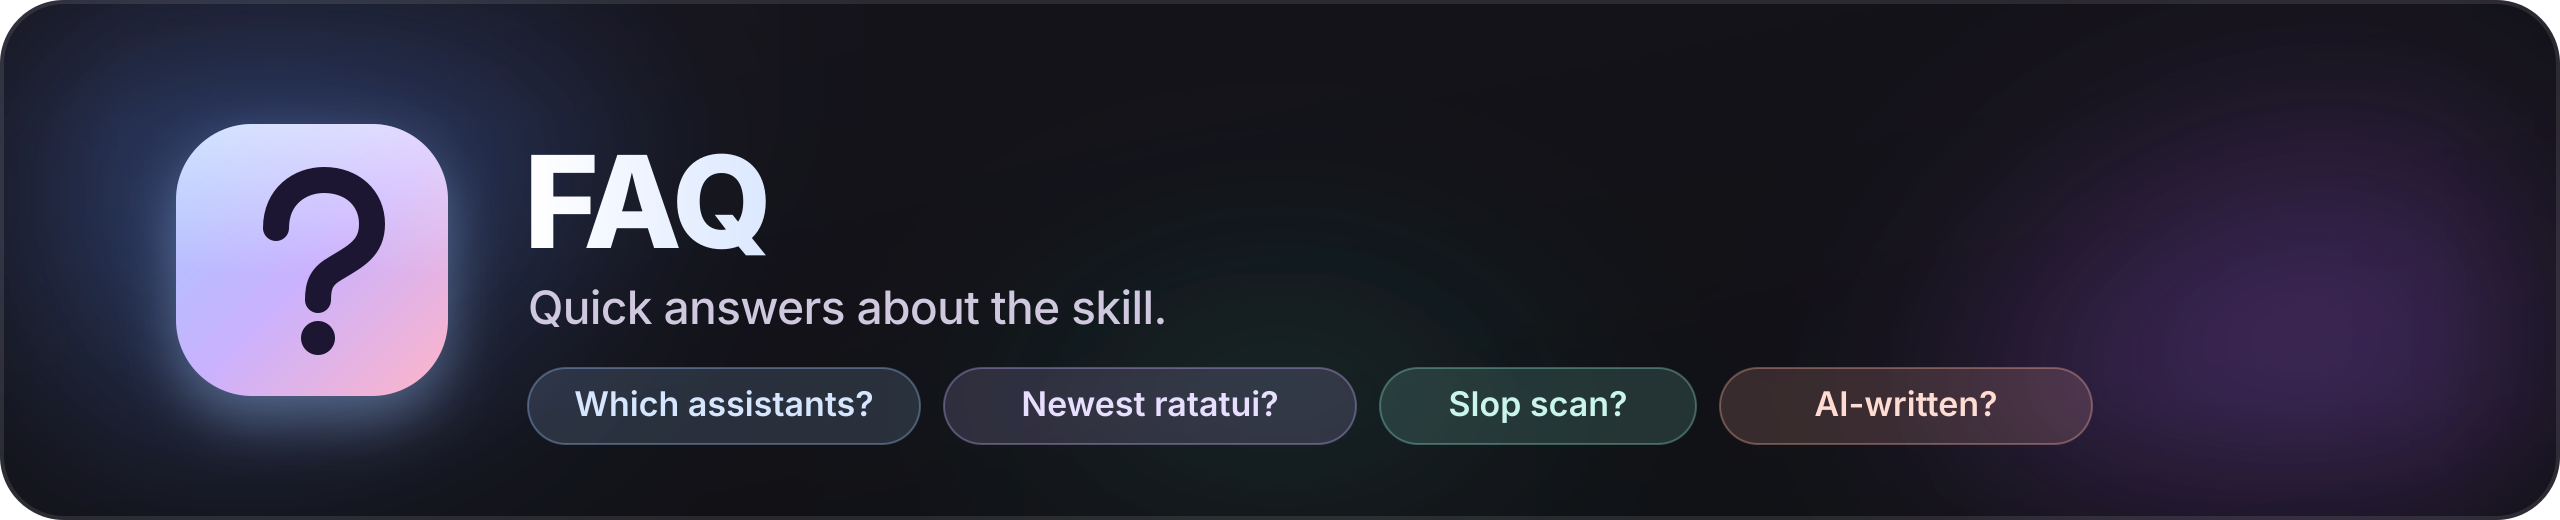 ?
FAQ
Quick answers about the skill.
Which assistants? Newest ratatui? Slop scan? AI-written?